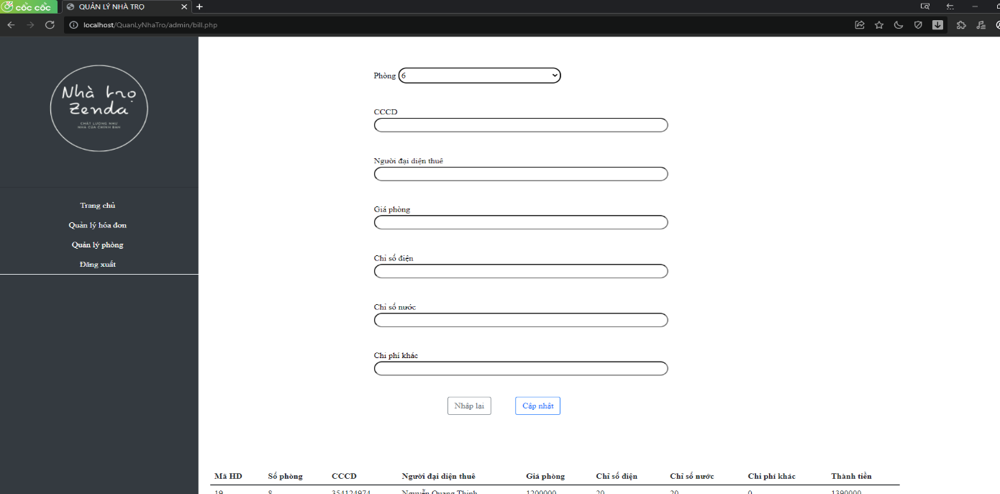 cốc cốc
QUẢN LÝ NHÀ TRỌ
localhost/QuanLyNhaTro/admin/bill.php
Nhà trọ
Zenda
CHẤT LƯỢNG NHƯ
NHÀ CỦA CHÍNH BẠN
Trang chủ
Quản lý hóa đơn
Quản lý phòng
Đăng xuất
Phòng 6
CCCD
Người đại diện thuê
Giá phòng
Chỉ số điện
Chỉ số nước
Chi phí khác
Nhập lại Cập nhật
Mã HD Số phòng CCCD Người đại diện thuê Giá phòng Chỉ số điện Chỉ số nước Chi phí khác Thành tiền
19 8 354124974 Nguyễn Quang Thịnh 1200000 20 20 0 1390000